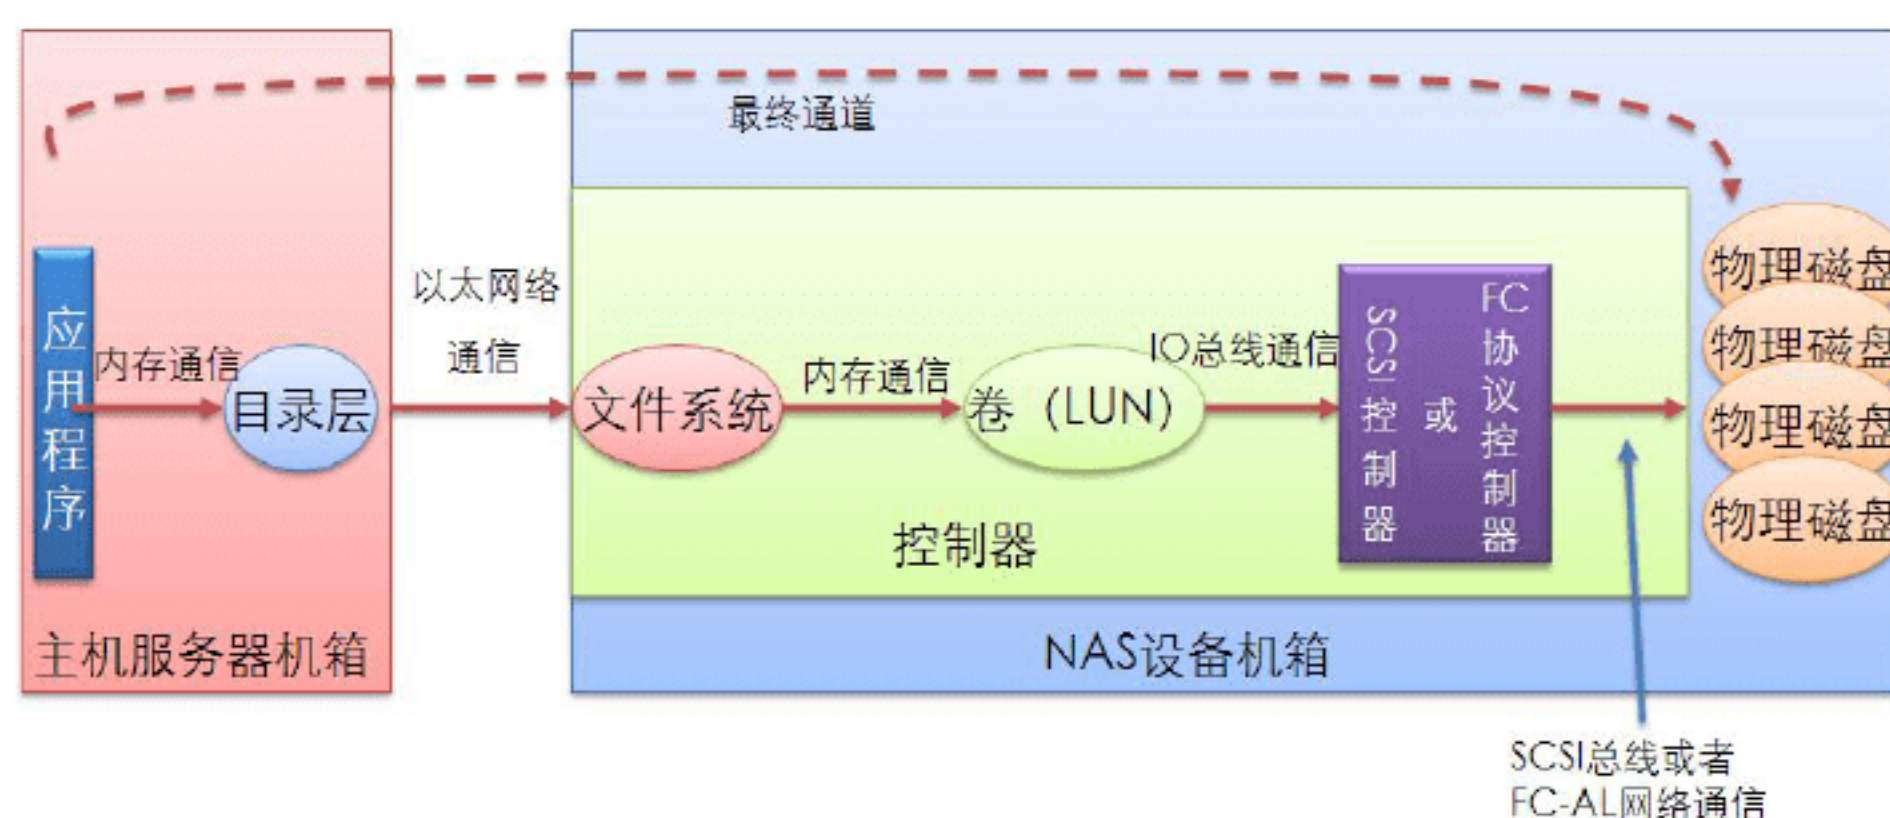 最终通道
应用程序
内存通信
目录层
以太网络
通信
文件系统
内存通信
卷（LUN）
IO总线通信
SCSI控制器
或
FC协议控制器
物理磁盘
物理磁盘
物理磁盘
物理磁盘
控制器
主机服务器机箱
NAS设备机箱
SCSI总线或者
FC-AL网络通信